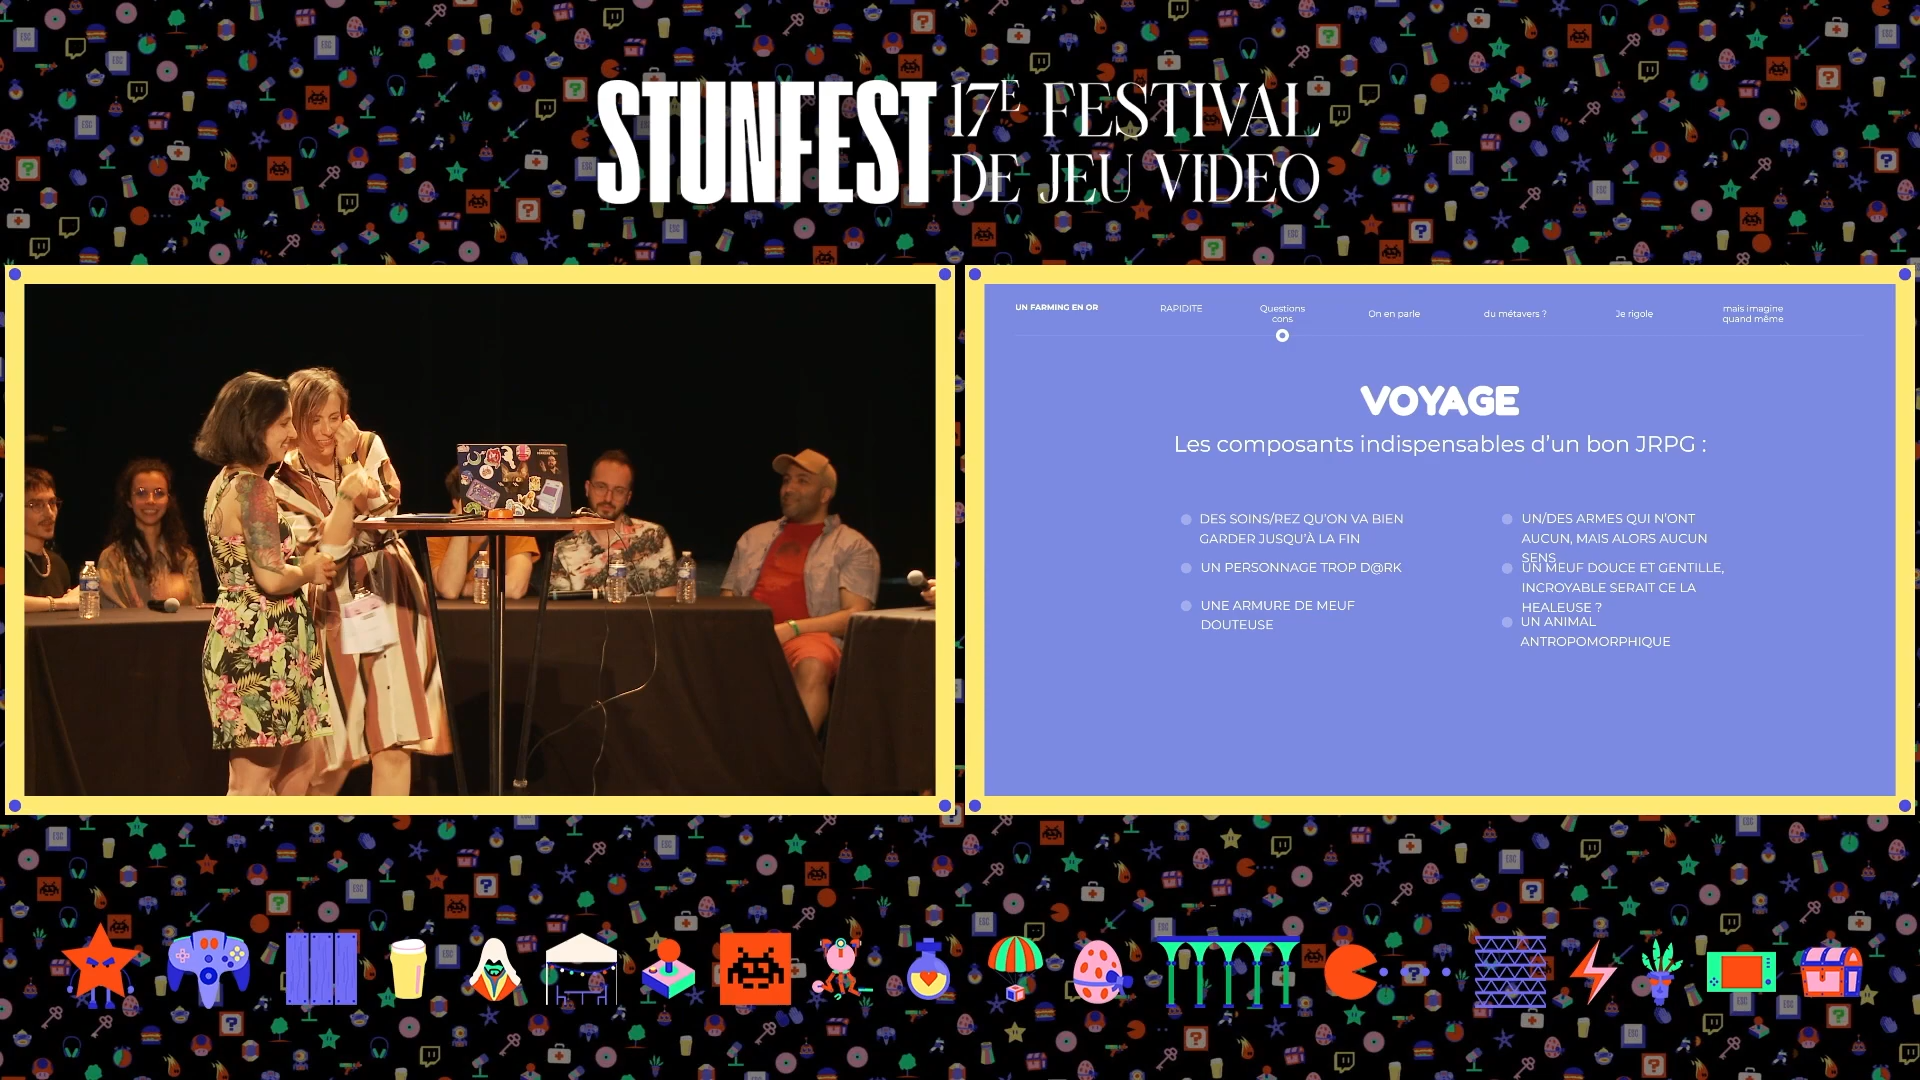 STUNFEST
17E FESTIVAL
DE JEU VIDEO
UN FARMING EN OR
RAPIDITE
Questions
cons
On en parle
du métavers ?
Je rigole
mais imagine
quand même
VOYAGE
Les composants indispensables d'un bon JRPG :
DES SOINS/REZ QU'ON VA BIEN
GARDER JUSQU'À LA FIN
UN PERSONNAGE TROP D@RK
UNE ARMURE DE MEUF
DOUTEUSE
UN/DES ARMES QUI N'ONT
AUCUN, MAIS ALORS AUCUN
SENS
UN MEUF DOUCE ET GENTILLE,
INCROYABLE SERAIT CE LA
HEALEUSE ?
UN ANIMAL
ANTROPOMORPHIQUE